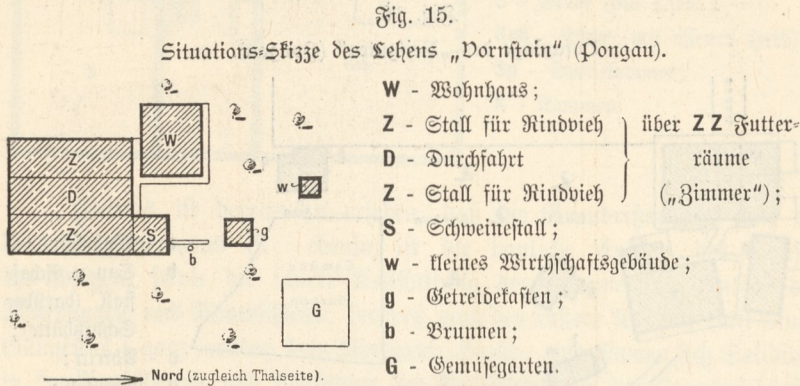 Fig. 15.
Situations-Skizze des Lehens „Vornstain“ (Pongau).
W - Wohnhaus;
Z - Stall für Rindvieh
D - Durchfahrt
Z - Stall für Rindvieh
über Z Z Futter-
räume
(„Zimmer“);
S - Schweinestall;
w - kleines Wirthschaftsgebäude;
g - Getreidekasten;
b - Brunnen;
G - Gemüsegarten.
W
Z
D
Z
S
w
g
b
G
Nord (zugleich Thalseite).